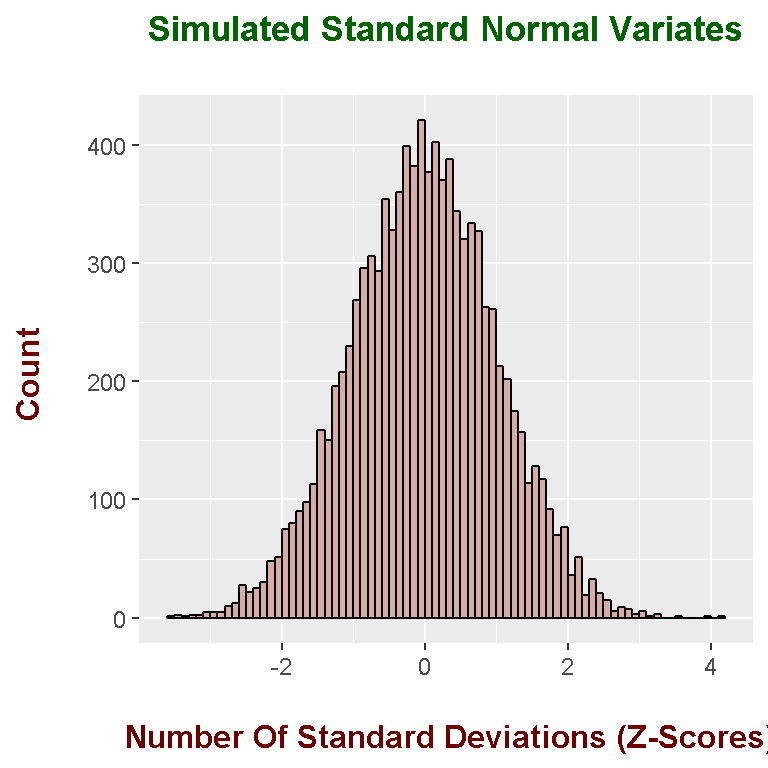 Simulated Standard Normal Variates
400
300
200
100
0
Count
-2 0 2 4
Number Of Standard Deviations (Z-Scores)